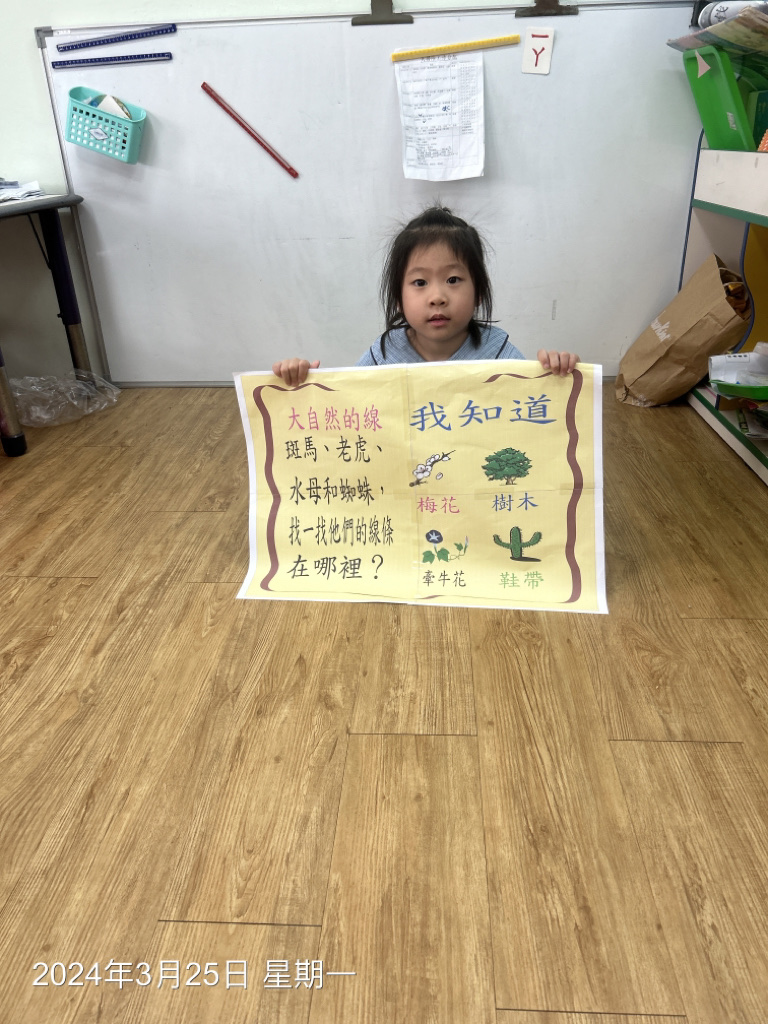 一ㄚ
大自然的線
斑馬、老虎、
水母和蜘蛛，
找一找他們的線條
在哪裡？
我知道
梅花
樹木
牽牛花
鞋帶
2024年3月25日 星期一